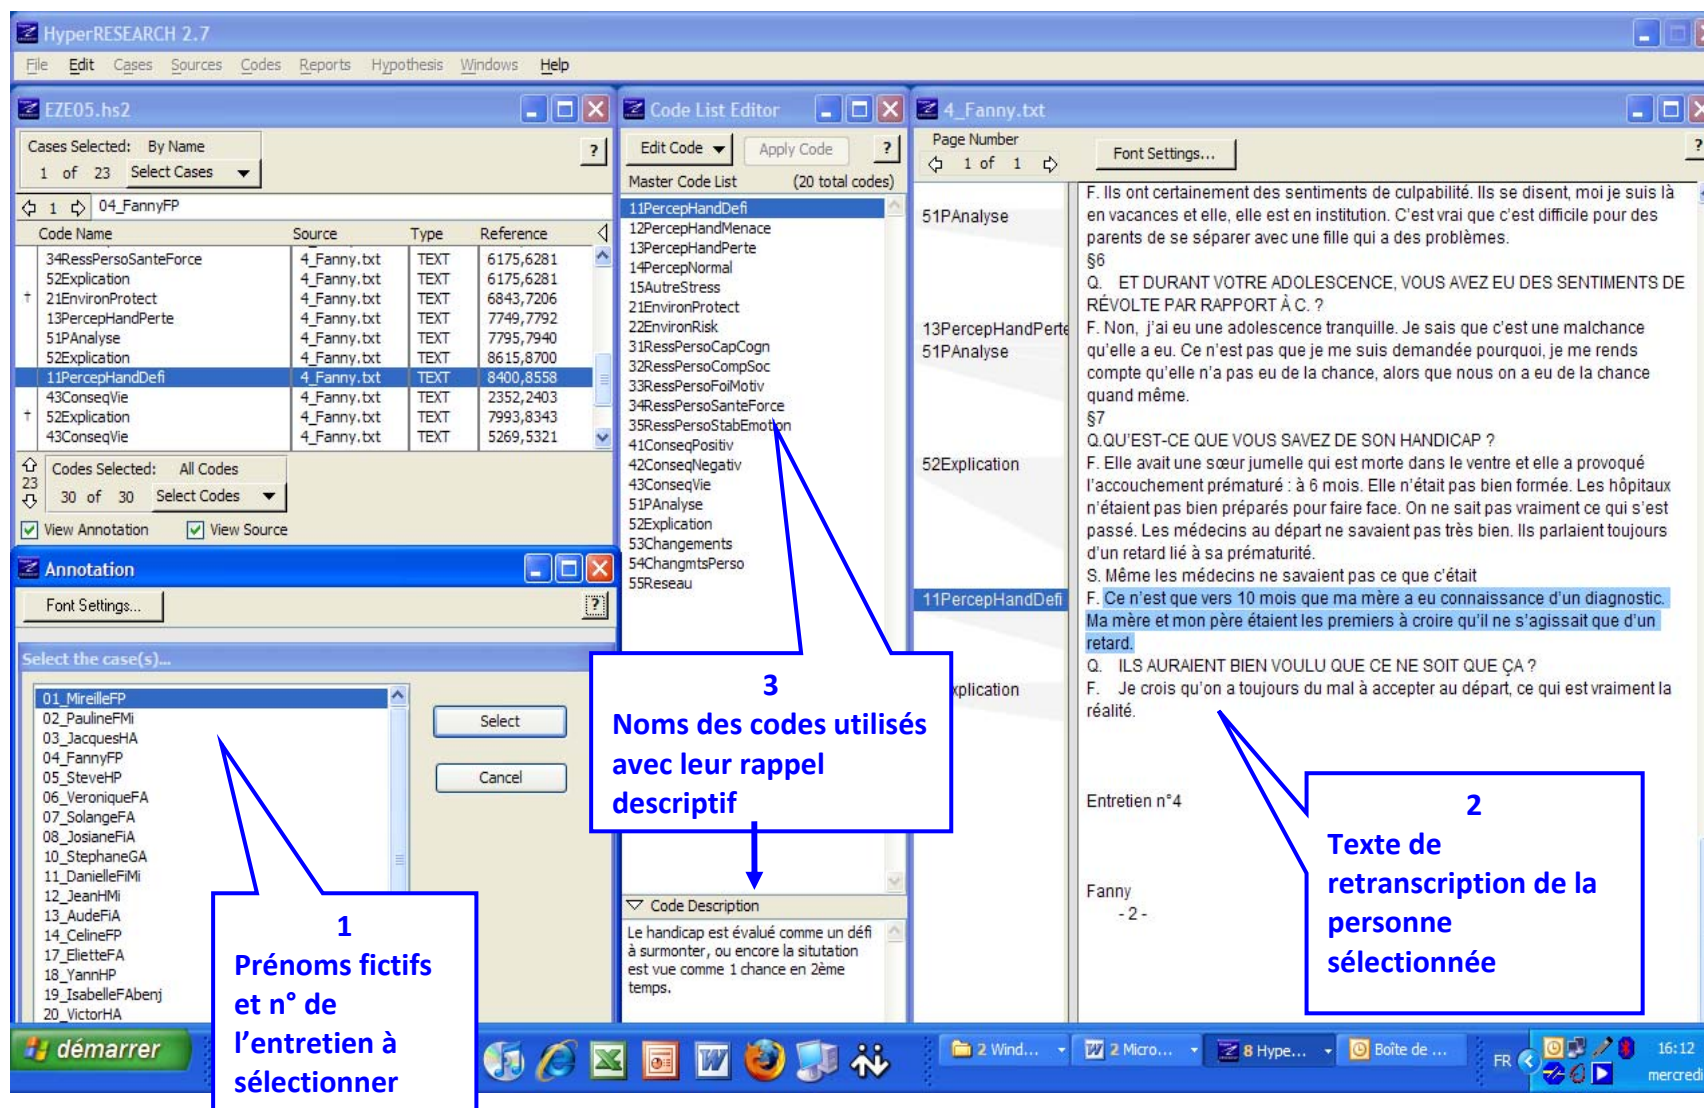 HyperRESEARCH 2.7
File Edit Cases Sources Codes Reports Hypothesis Windows Help
EZE05.hs2
Cases Selected: By Name
1 of 23 Select Cases
?
1 04_FannyFP
Code Name Source Type Reference
34RessPersoSanteForce 4_Fanny.txt TEXT 6175,6281
52Explication 4_Fanny.txt TEXT 6175,6281
† 21EnvironProtect 4_Fanny.txt TEXT 6843,7206
13PercepHandPerte 4_Fanny.txt TEXT 7749,7792
51PAnalyse 4_Fanny.txt TEXT 7795,7940
52Explication 4_Fanny.txt TEXT 8615,8700
11PercepHandDefi 4_Fanny.txt TEXT 8400,8558
43ConseqVie 4_Fanny.txt TEXT 2352,2403
† 52Explication 4_Fanny.txt TEXT 7993,8343
43ConseqVie 4_Fanny.txt TEXT 5269,5321
23
Codes Selected: All Codes
30 of 30 Select Codes
View Annotation View Source
Annotation
Font Settings...
?
Select the case(s)...
01_MireilleFP
02_PaulineFMi
03_JacquesHA
04_FannyFP
05_SteveHP
06_VeroniqueFA
07_SolangeFA
08_JosianeFiA
10_StephaneGA
11_DanielleFiMi
12_JeanHMi
13_AudeFiA
14_CelineFP
17_ElietteFA
18_YannHP
19_IsabelleFAbenj
20_VictorHA
Select
Cancel
1
Prénoms fictifs
et n° de
l’entretien à
sélectionner
Code List Editor
Edit Code Apply Code ?
Master Code List (20 total codes)
11PercepHandDefi
12PercepHandMenace
13PercepHandPerte
14PercepNormal
15AutreStress
21EnvironProtect
22EnvironRisk
31RessPersoCapCogn
32RessPersoCompSoc
33RessPersoFoiMotiv
34RessPersoSanteForce
35RessPersoStabEmotion
41ConseqPositiv
42ConseqNegativ
43ConseqVie
51PAnalyse
52Explication
53Changements
54ChangmtsPerso
55Reseau
3
Noms des codes utilisés
avec leur rappel
descriptif
Code Description
Le handicap est évalué comme un défi
à surmonter, ou encore la situtation
est vue comme 1 chance en 2ème
temps.
4_Fanny.txt
Page Number
1 of 1
Font Settings...
?
51PAnalyse
13PercepHandPerte
51PAnalyse
52Explication
11PercepHandDefi
xplication
F. Ils ont certainement des sentiments de culpabilité. Ils se disent, moi je suis là
en vacances et elle, elle est en institution. C'est vrai que c'est difficile pour des
parents de se séparer avec une fille qui a des problèmes.
§6
Q. ET DURANT VOTRE ADOLESCENCE, VOUS AVEZ EU DES SENTIMENTS DE
RÉVOLTE PAR RAPPORT À C. ?
F. Non, j'ai eu une adolescence tranquille. Je sais que c'est une malchance
qu'elle a eu. Ce n'est pas que je me suis demandée pourquoi, je me rends
compte qu'elle n'a pas eu de la chance, alors que nous on a eu de la chance
quand même.
§7
Q.QU'EST-CE QUE VOUS SAVEZ DE SON HANDICAP ?
F. Elle avait une sœur jumelle qui est morte dans le ventre et elle a provoqué
l'accouchement prématuré : à 6 mois. Elle n'était pas bien formée. Les hôpitaux
n'étaient pas bien préparés pour faire face. On ne sait pas vraiment ce qui s'est
passé. Les médecins au départ ne savaient pas très bien. Ils parlaient toujours
d'un retard lié à sa prématurité.
S. Même les médecins ne savaient pas ce que c'était
F. Ce n'est que vers 10 mois que ma mère a eu connaissance d'un diagnostic.
Ma mère et mon père étaient les premiers à croire qu'il ne s'agissait que d'un
retard.
Q. ILS AURAIENT BIEN VOULU QUE CE NE SOIT QUE ÇA ?
F. Je crois qu'on a toujours du mal à accepter au départ, ce qui est vraiment la
réalité.
Entretien n°4
Fanny
- 2 -
2
Texte de
retranscription de la
personne
sélectionnée
démarrer
2 Wind...
2 Micro...
8 Hype...
Boîte de ...
FR
16:12
mercredi